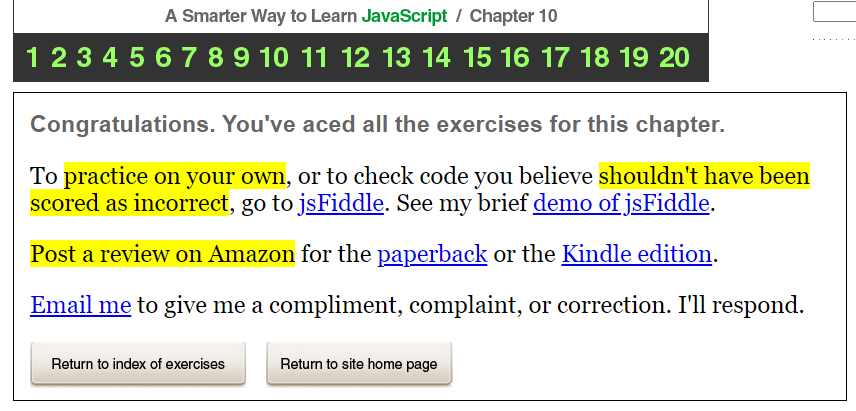 A Smarter Way to Learn JavaScript / Chapter 10
1 2 3 4 5 6 7 8 9 10 11 12 13 14 15 16 17 18 19 20
Congratulations. You've aced all the exercises for this chapter.
To practice on your own, or to check code you believe shouldn't have been
scored as incorrect, go to jsFiddle. See my brief demo of jsFiddle.
Post a review on Amazon for the paperback or the Kindle edition.
Email me to give me a compliment, complaint, or correction. I'll respond.
Return to index of exercises Return to site home page